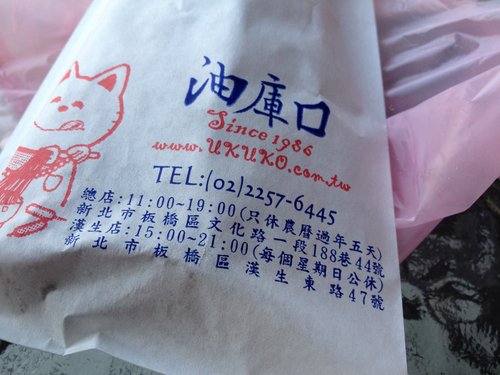 油庫口
Since 1986
www.UKUKO.com.tw
TEL:(02)2257-6445
總店:11:00~19:00(只休農曆過年五天)
新北市板橋區文化路一段188巷44號
漢生店:15:00~21:00(每個星期日公休)
新北市板橋區漢生東路47號